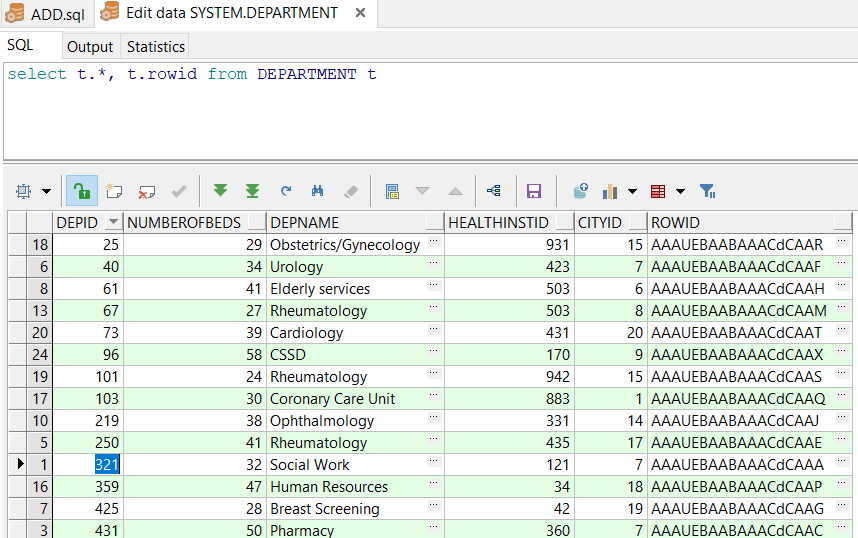 ADD.sql Edit data SYSTEM.DEPARTMENT
SQL Output Statistics
select t.*, t.rowid from DEPARTMENT t
DEPID NUMBEROFBEDS DEPNAME HEALTHINSTID CITYID ROWID
18 25 29 Obstetrics/Gynecology ... 931 15 AAAUEBAABAAACdCAAR ...
6 40 34 Urology ... 423 7 AAAUEBAABAAACdCAAF ...
8 61 41 Elderly services ... 503 6 AAAUEBAABAAACdCAAH ...
13 67 27 Rheumatology ... 503 8 AAAUEBAABAAACdCAAM ...
20 73 39 Cardiology ... 431 20 AAAUEBAABAAACdCAAT ...
24 96 58 CSSD ... 170 9 AAAUEBAABAAACdCAAX ...
19 101 24 Rheumatology ... 942 15 AAAUEBAABAAACdCAAS ...
17 103 30 Coronary Care Unit ... 883 1 AAAUEBAABAAACdCAAQ ...
10 219 38 Ophthalmology ... 331 14 AAAUEBAABAAACdCAAJ ...
5 250 41 Rheumatology ... 435 17 AAAUEBAABAAACdCAAE ...
1 321 32 Social Work ... 121 7 AAAUEBAABAAACdCAAA ...
16 359 47 Human Resources ... 34 18 AAAUEBAABAAACdCAAP ...
7 425 28 Breast Screening ... 42 19 AAAUEBAABAAACdCAAG ...
3 431 50 Pharmacy ... 360 7 AAAUEBAABAAACdCAAC ...